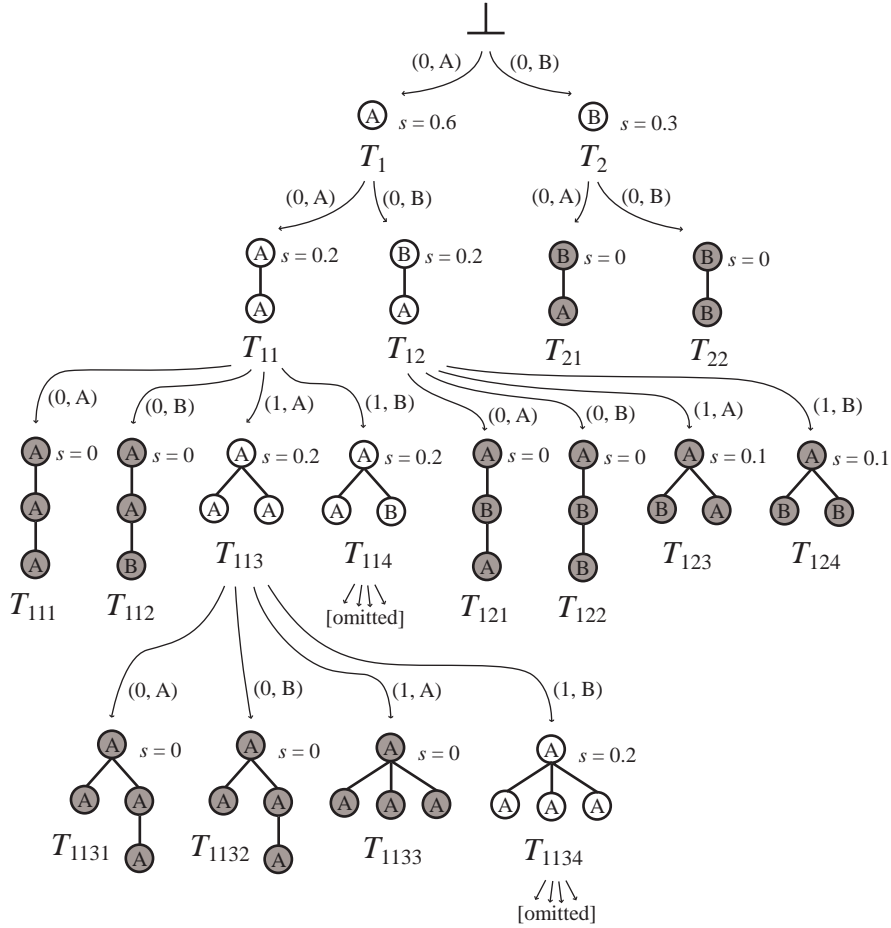 (0, A) (0, B)
A s = 0.6 B s = 0.3
T1 T2
(0, A) (0, B) (0, A) (0, B)
A s = 0.2 B s = 0.2 B s = 0 B s = 0
A A A B
T11 T12 T21 T22
(0, A) (0, B) (1, A) (1, B) (0, A) (0, B) (1, A) (1, B)
A s = 0 A s = 0 A s = 0.2 A s = 0.2 A s = 0 A s = 0 A s = 0.1 A s = 0.1
A A A A A B B B B A B B
T113 T114 T123 T124
A B A B
T111 T112 [omitted] T121 T122
(0, A) (0, B) (1, A) (1, B)
A s = 0 A s = 0 A s = 0 A s = 0.2
A A A A A A A A A A
T1131 T1132 T1133 T1134
A A
[omitted]